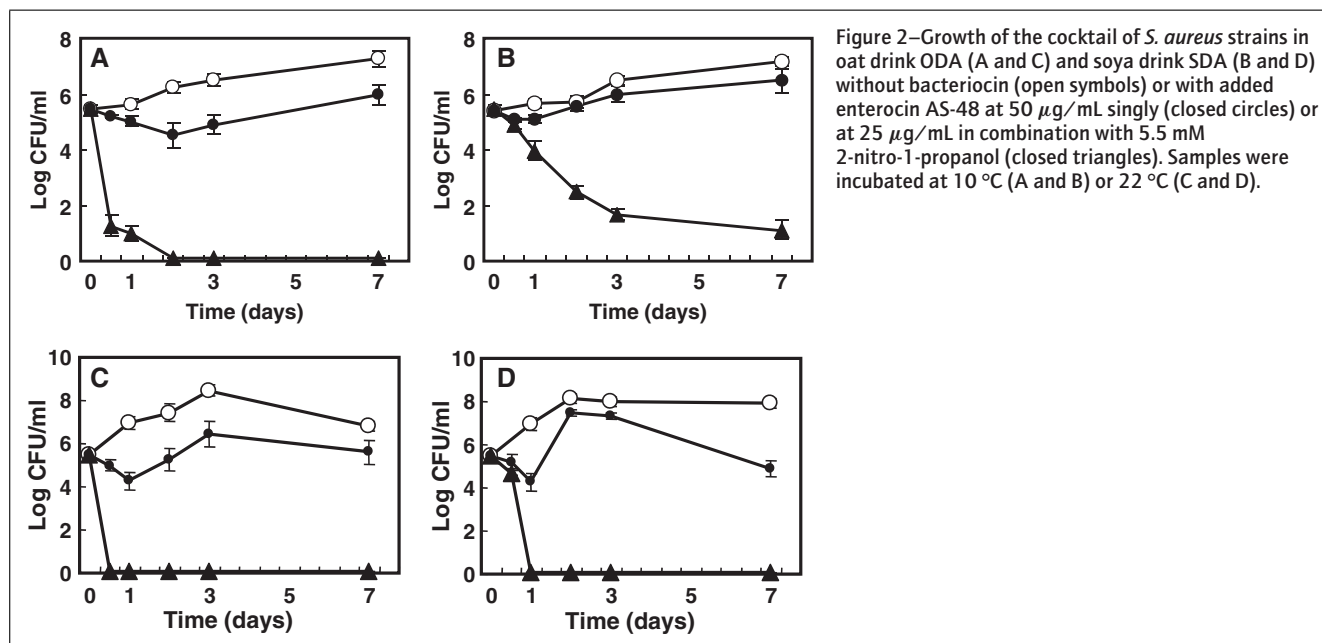 A
8
6
4
2
0
Log CFU/ml
0 1 3 5 7
Time (days)
B
8
6
4
2
0
Log CFU/ml
0 1 3 5 7
Time (days)
Figure 2–Growth of the cocktail of S. aureus strains in
oat drink ODA (A and C) and soya drink SDA (B and D)
without bacteriocin (open symbols) or with added
enterocin AS-48 at 50 μg/mL singly (closed circles) or
at 25 μg/mL in combination with 5.5 mM
2-nitro-1-propanol (closed triangles). Samples were
incubated at 10 °C (A and B) or 22 °C (C and D).
C
10
8
6
4
2
0
Log CFU/ml
0 1 3 5 7
Time (days)
D
10
8
6
4
2
0
Log CFU/ml
0 1 3 5 7
Time (days)